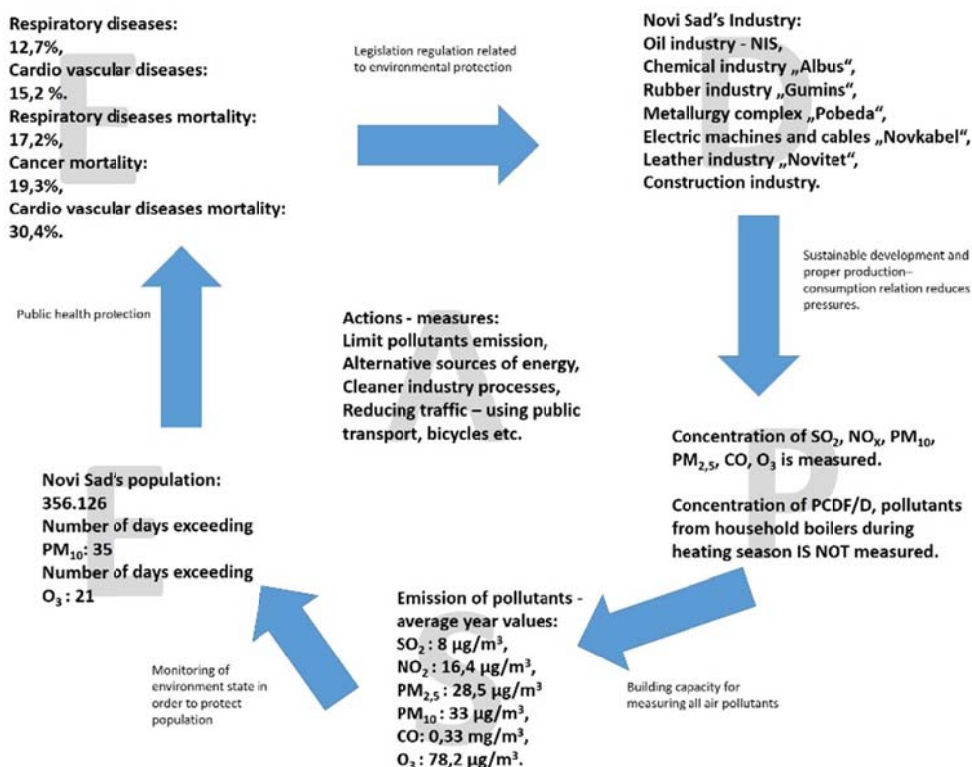 Respiratory diseases:
12,7%,
Cardio vascular diseases:
15,2 %.
Respiratory diseases mortality:
17,2%,
Cancer mortality:
19,3%,
Cardio vascular diseases mortality:
30,4%.
E
Legislation regulation related
to environmental protection
Novi Sad's Industry:
Oil industry - NIS,
Chemical industry „Albus“,
Rubber industry „Gumins“,
Metallurgy complex „Pobeda“,
Electric machines and cables „Novkabel“,
Leather industry „Novitet“,
Construction industry.
D
Sustainable development and
proper production–
consumption relation reduces
pressures.
Public health protection
Actions - measures:
Limit pollutants emission,
Alternative sources of energy,
Cleaner industry processes,
Reducing traffic – using public
transport, bicycles etc.
A
Concentration of SO₂, NOₓ, PM₁₀,
PM₂,₅, CO, O₃ is measured.
Concentration of PCDF/D, pollutants
from household boilers during
heating season IS NOT measured.
P
Novi Sad's population:
356.126
Number of days exceeding
PM₁₀: 35
Number of days exceeding
O₃ : 21
E
Emission of pollutants -
average year values:
SO₂ : 8 µg/m³,
NO₂ : 16,4 µg/m³,
PM₂,₅ : 28,5 µg/m³
PM₁₀ : 33 µg/m³,
CO: 0,33 mg/m³,
O₃ : 78,2 µg/m³.
S
Monitoring of
environment state in
order to protect
population
Building capacity for
measuring all air pollutants